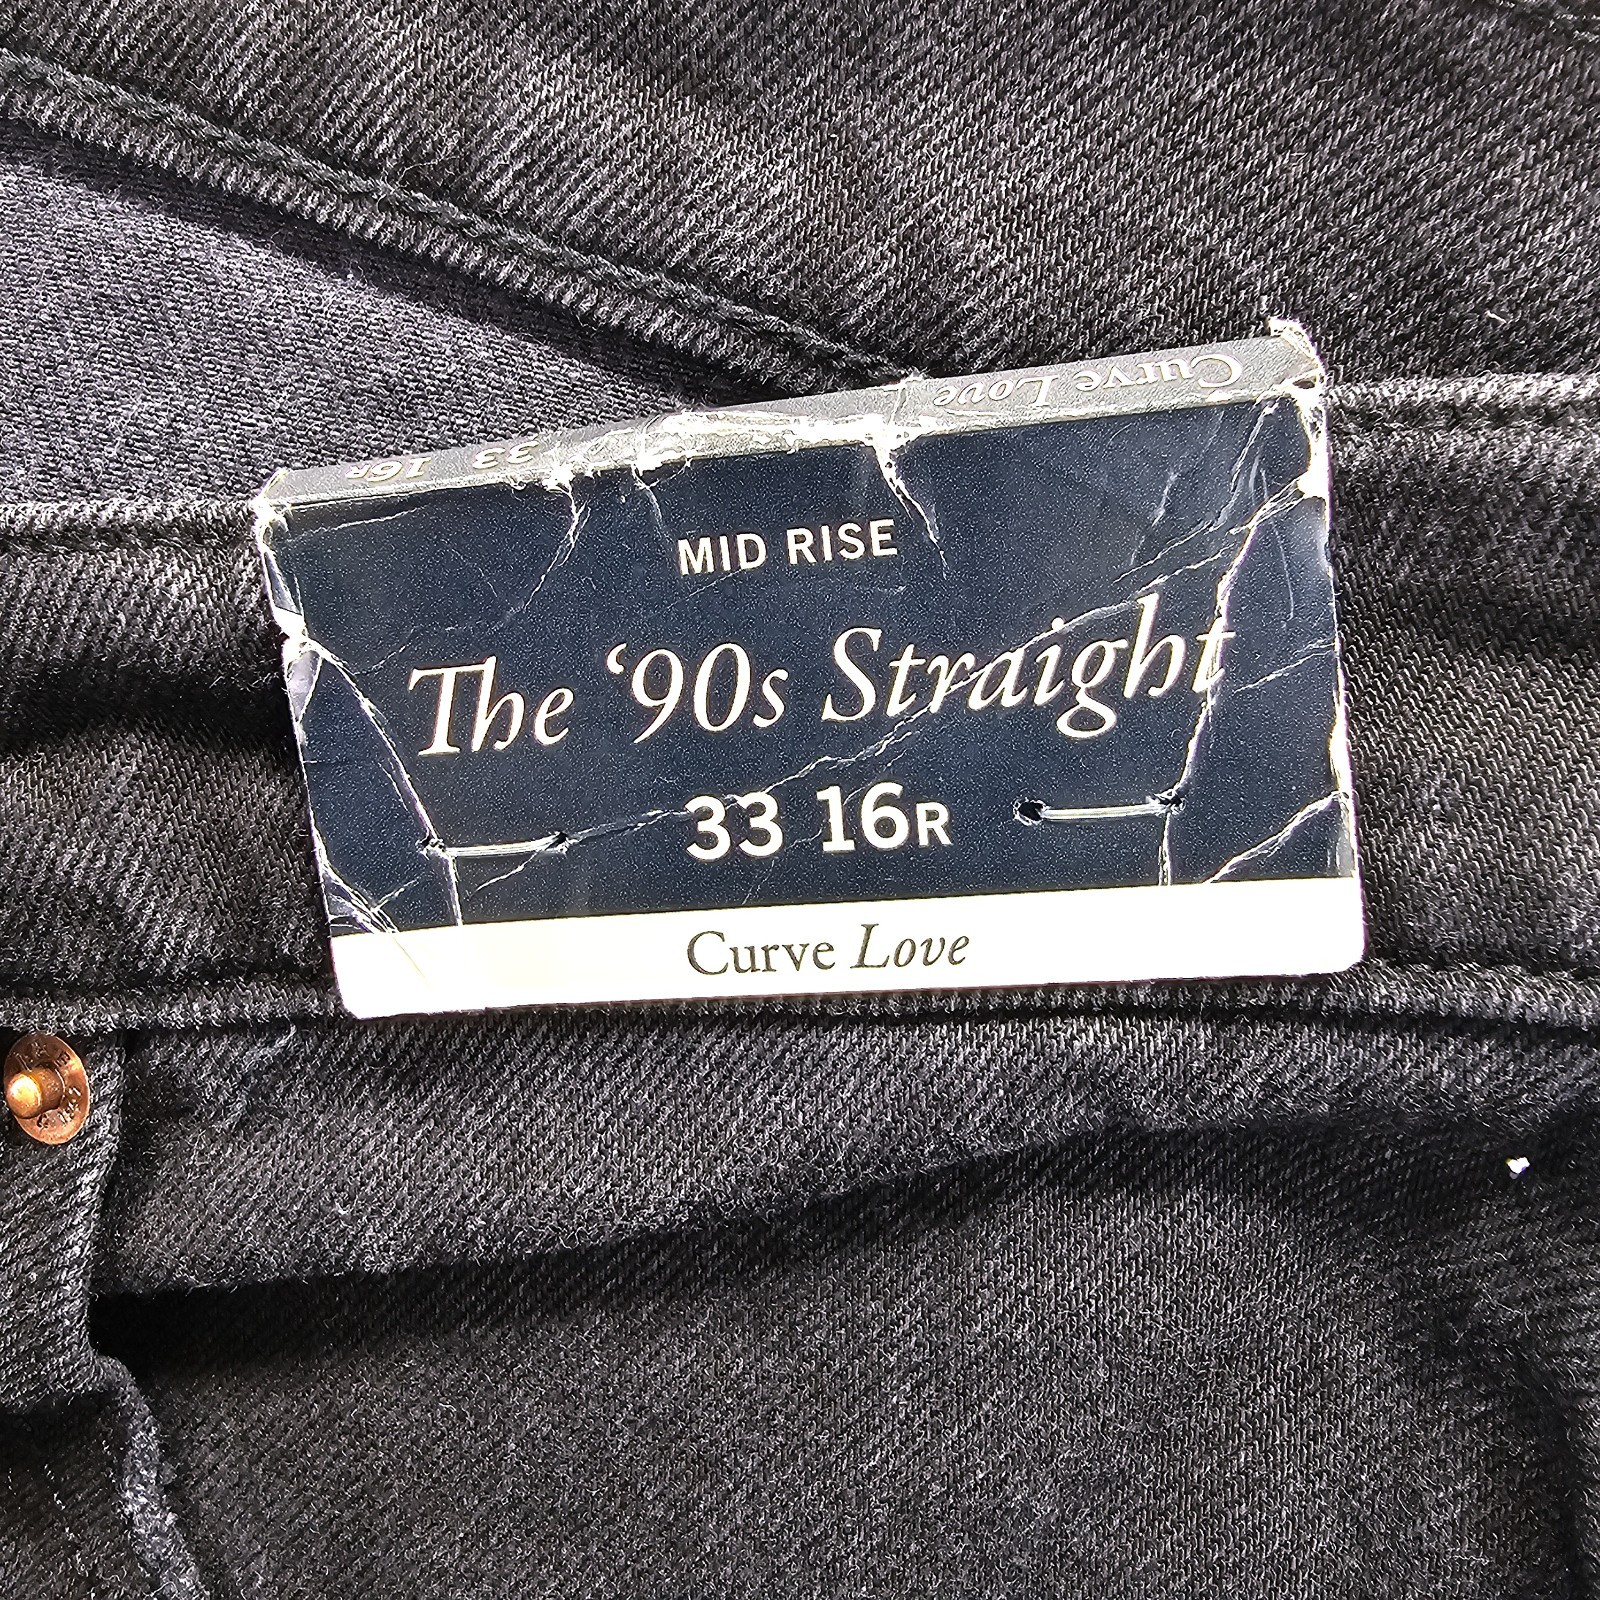 Curve Love 33 16R
MID RISE
The ‘90s Straight
33 16R
Curve Love